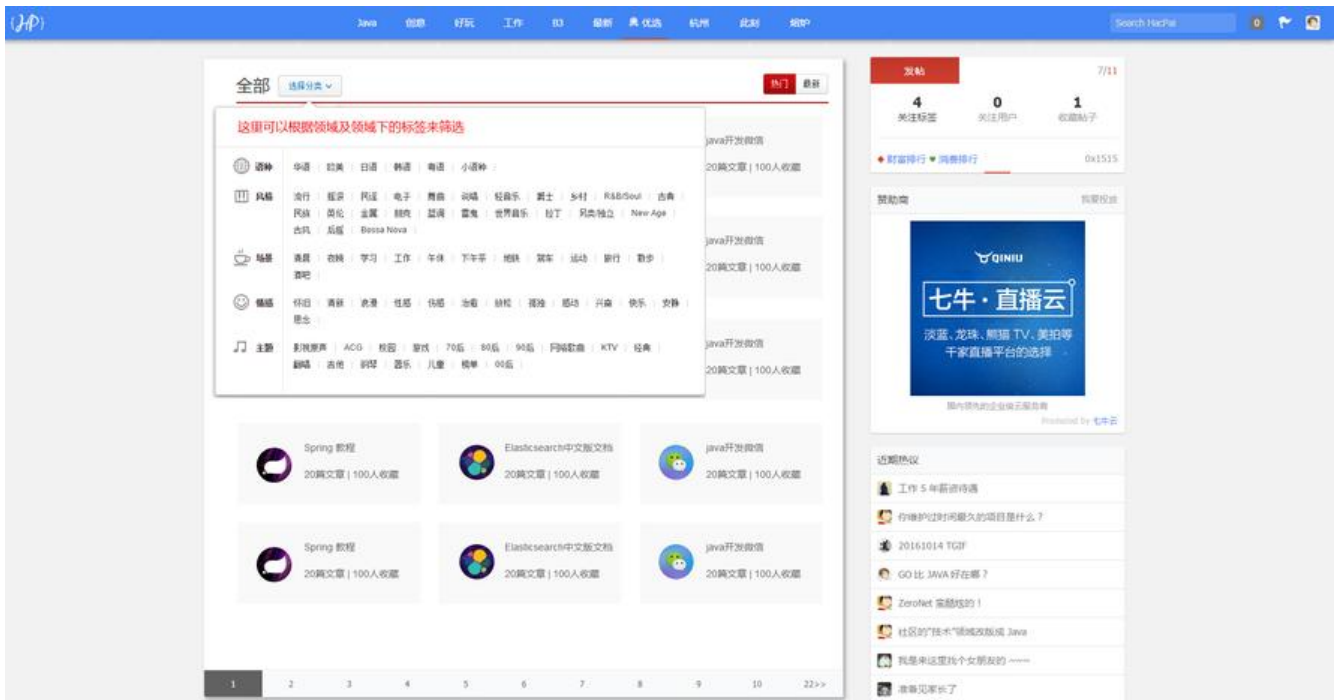 {HP}
Java 创意 好玩 工作 B3 最新 优选 杭州 此刻 熔炉
Search HacPai
0
全部 选择分类
热门 最新
这里可以根据领域及领域下的标签来筛选
语种 华语 欧美 日语 韩语 粤语 小语种
风格 流行 摇滚 民谣 电子 舞曲 说唱 轻音乐 爵士 乡村 R&B/Soul 古典
民族 英伦 金属 朋克 蓝调 雷鬼 世界音乐 拉丁 另类/独立 New Age
古风 后摇 Bossa Nova
场景 清晨 夜晚 学习 工作 午休 下午茶 地铁 驾车 运动 旅行 散步
酒吧
情感 怀旧 清新 浪漫 性感 伤感 治愈 放松 孤独 感动 兴奋 快乐 安静
思念
主题 影视原声 ACG 校园 游戏 70后 80后 90后 网络歌曲 KTV 经典
翻唱 吉他 钢琴 器乐 儿童 榜单 00后
java开发微信
20篇文章 | 100人收藏
java开发微信
20篇文章 | 100人收藏
java开发微信
20篇文章 | 100人收藏
Spring 教程
20篇文章 | 100人收藏
Elasticsearch中文版文档
20篇文章 | 100人收藏
java开发微信
20篇文章 | 100人收藏
Spring 教程
20篇文章 | 100人收藏
Elasticsearch中文版文档
20篇文章 | 100人收藏
java开发微信
20篇文章 | 100人收藏
1 2 3 4 5 6 7 8 9 10 22>>
发帖 7/11
4 0 1
关注标签 关注用户 收藏帖子
财富排行 消费排行 0x1515
赞助商 我要投放
QINIU
七牛·直播云
淡蓝、龙珠、熊猫 TV、美拍等
千家直播平台的选择
国内领先的企业级云服务商
Promoted by 七牛云
近期热议
工作 5 年薪资待遇
你维护过时间最久的项目是什么？
20161014 TGIF
GO 比 JAVA 好在哪？
ZeroNet 蛮酷炫的！
社区的“技术”领域改版成 Java
我是来这里找个女朋友的 ~~~~
准备见家长了